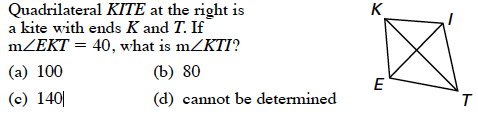 Quadrilateral KITE at the right is
a kite with ends K and T. If
m∠EKT = 40, what is m∠KTI?
(a) 100 (b) 80
(c) 140 (d) cannot be determined
K
I
E
T